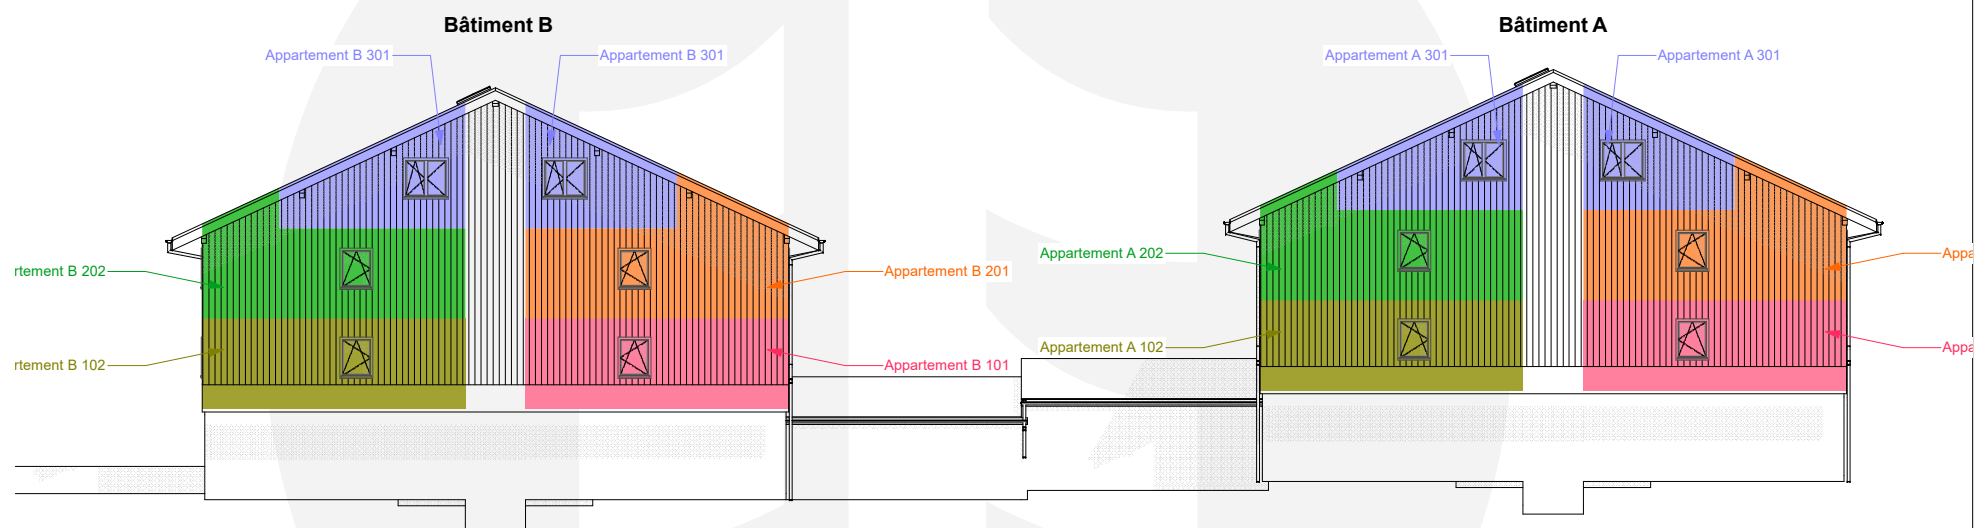 Bâtiment B
Bâtiment A
Appartement B 301
Appartement B 301
Appartement A 301
Appartement A 301
rtement B 202
Appartement B 201
Appartement A 202
Appa
rtement B 102
Appartement B 101
Appartement A 102
Appa